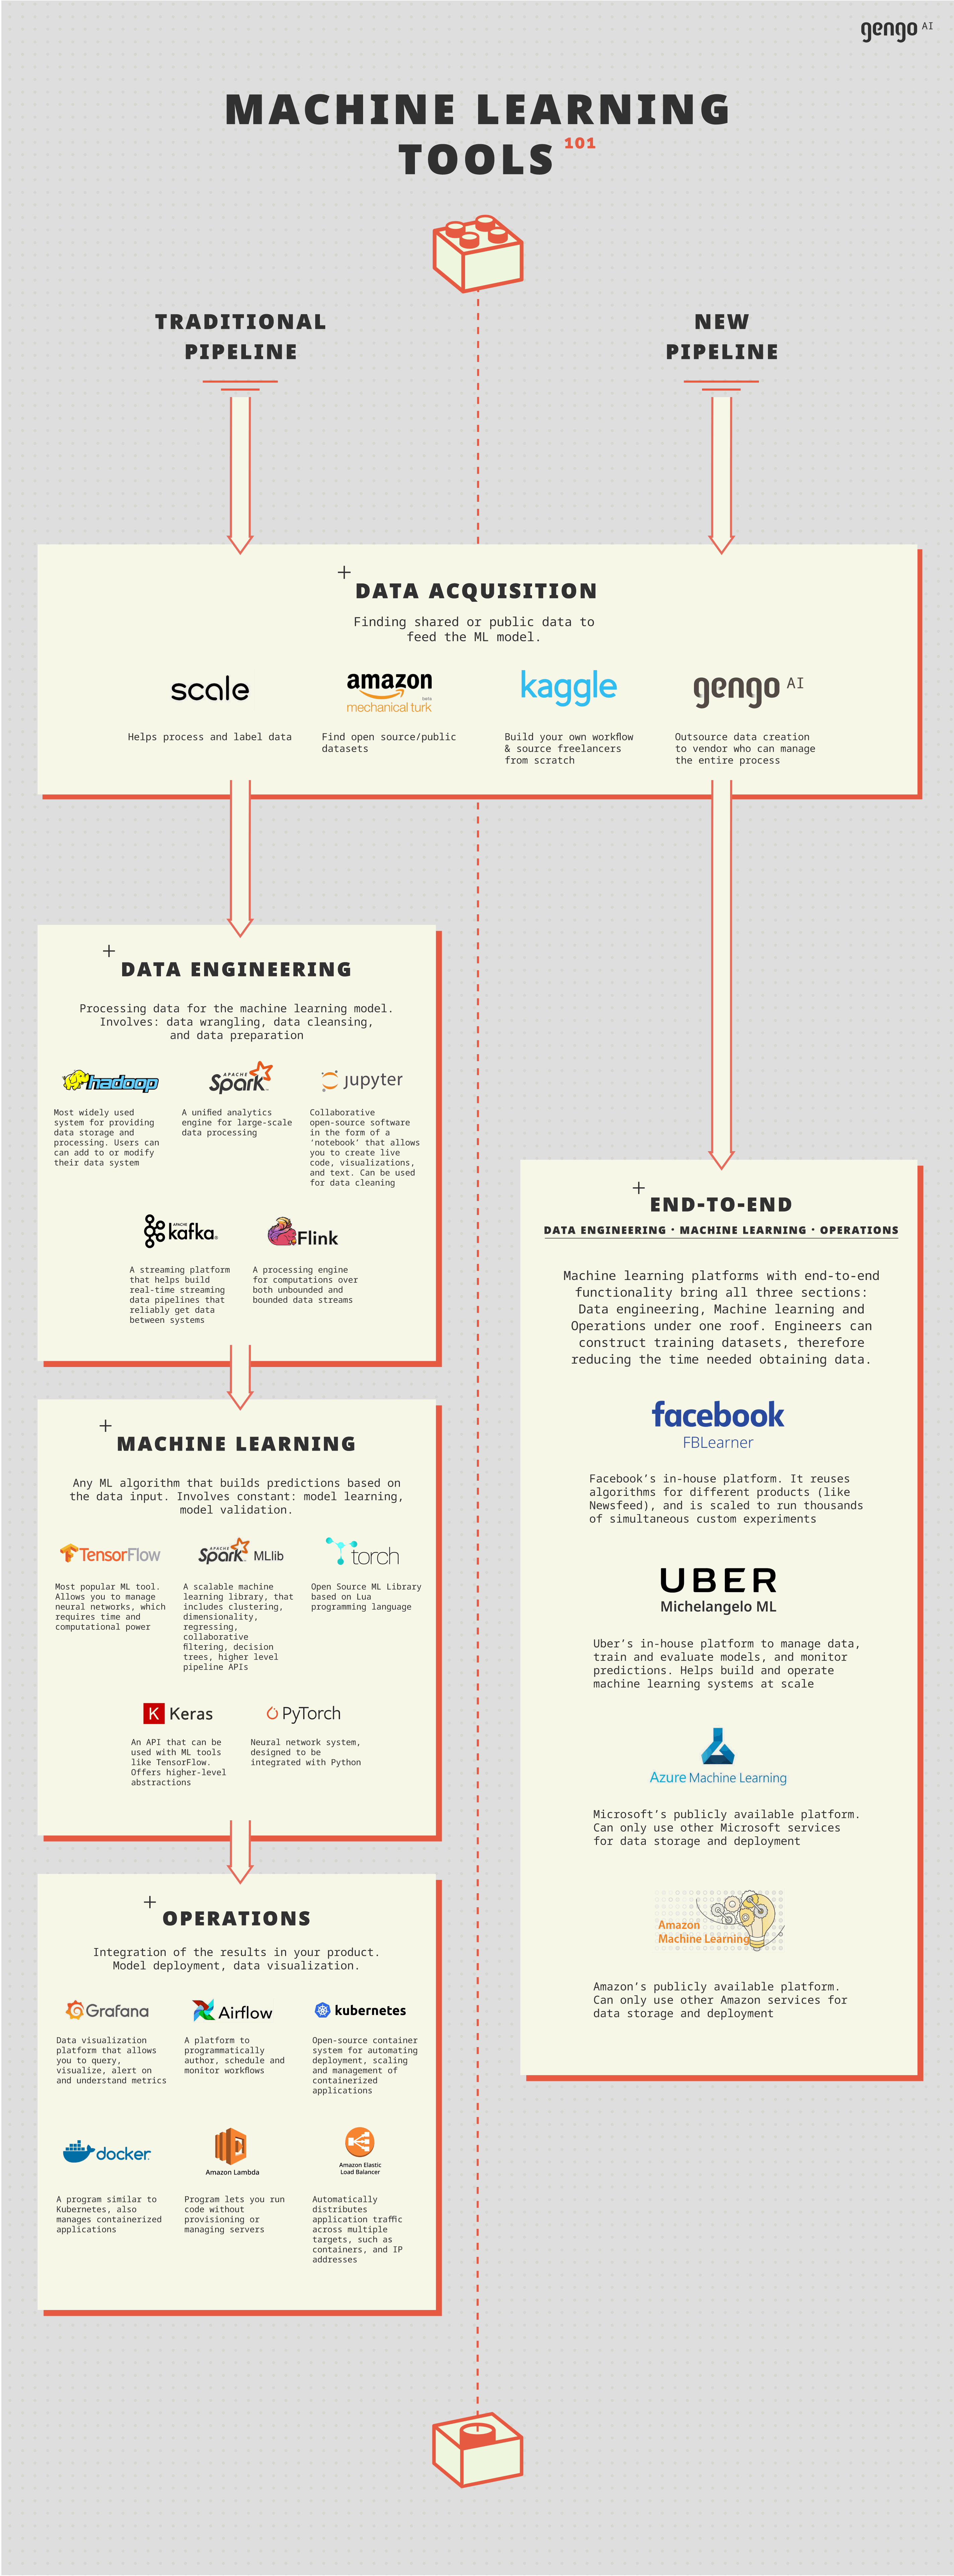 gengo AI
MACHINE LEARNING
TOOLS 101
TRADITIONAL
PIPELINE
NEW
PIPELINE
DATA ACQUISITION
Finding shared or public data to
feed the ML model.
scale
Helps process and label data
amazon
beta
mechanical turk
Find open source/public
datasets
kaggle
Build your own workflow
& source freelancers
from scratch
gengo AI
Outsource data creation
to vendor who can manage
the entire process
DATA ENGINEERING
Processing data for the machine learning model.
Involves: data wrangling, data cleansing,
and data preparation
hadoop
Most widely used
system for providing
data storage and
processing. Users can
can add to or modify
their data system
APACHE
Spark
A unified analytics
engine for large-scale
data processing
jupyter
Collaborative
open-source software
in the form of a
‘notebook’ that allows
you to create live
code, visualizations,
and text. Can be used
for data cleaning
APACHE
kafka®
A streaming platform
that helps build
real-time streaming
data pipelines that
reliably get data
between systems
Flink
A processing engine
for computations over
both unbounded and
bounded data streams
MACHINE LEARNING
Any ML algorithm that builds predictions based on
the data input. Involves constant: model learning,
model validation.
TensorFlow
Most popular ML tool.
Allows you to manage
neural networks, which
requires time and
computational power
APACHE
Spark MLlib
A scalable machine
learning library, that
includes clustering,
dimensionality,
regressing,
collaborative
filtering, decision
trees, higher level
pipeline APIs
torch
Open Source ML Library
based on Lua
programming language
K Keras
An API that can be
used with ML tools
like TensorFlow.
Offers higher-level
abstractions
PyTorch
Neural network system,
designed to be
integrated with Python
OPERATIONS
Integration of the results in your product.
Model deployment, data visualization.
Grafana
Data visualization
platform that allows
you to query,
visualize, alert on
and understand metrics
Airflow
A platform to
programmatically
author, schedule and
monitor workflows
kubernetes
Open-source container
system for automating
deployment, scaling
and management of
containerized
applications
docker
A program similar to
Kubernetes, also
manages containerized
applications
Amazon Lambda
Program lets you run
code without
provisioning or
managing servers
Amazon Elastic
Load Balancer
Automatically
distributes
application traffic
across multiple
targets, such as
containers, and IP
addresses
END-TO-END
DATA ENGINEERING · MACHINE LEARNING · OPERATIONS
Machine learning platforms with end-to-end
functionality bring all three sections:
Data engineering, Machine learning and
Operations under one roof. Engineers can
construct training datasets, therefore
reducing the time needed obtaining data.
facebook
FBLearner
Facebook’s in-house platform. It reuses
algorithms for different products (like
Newsfeed), and is scaled to run thousands
of simultaneous custom experiments
UBER
Michelangelo ML
Uber’s in-house platform to manage data,
train and evaluate models, and monitor
predictions. Helps build and operate
machine learning systems at scale
Azure Machine Learning
Microsoft’s publicly available platform.
Can only use other Microsoft services
for data storage and deployment
Amazon
Machine Learning
Amazon’s publicly available platform.
Can only use other Amazon services for
data storage and deployment